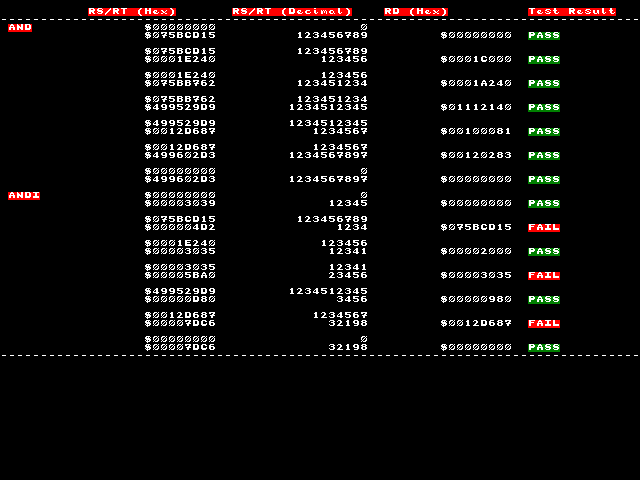 RS/RT (Hex) RS/RT (Decimal) RD (Hex) Test Result
--------------------------------------------------------------------------------
AND $00000000 0
$075BCD15 123456789 $00000000 PASS
$075BCD15 123456789
$0001E240 123456 $0001C000 PASS
$0001E240 123456
$075BB762 123451234 $0001A240 PASS
$075BB762 123451234
$499529D9 1234512345 $01112140 PASS
$499529D9 1234512345
$0012D687 1234567 $00100081 PASS
$0012D687 1234567
$499602D3 1234567897 $00120283 PASS
$00000000 0
$499602D3 1234567897 $00000000 PASS
ANDI $00000000 0
$00003039 12345 $00000000 PASS
$075BCD15 123456789
$000004D2 1234 $075BCD15 FAIL
$0001E240 123456
$00003035 12341 $00002000 PASS
$00003035 12341
$00005BA0 23456 $00003035 FAIL
$499529D9 1234512345
$00000D80 3456 $00000980 PASS
$0012D687 1234567
$00007DC6 32198 $0012D687 FAIL
$00000000 0
$00007DC6 32198 $00000000 PASS
--------------------------------------------------------------------------------